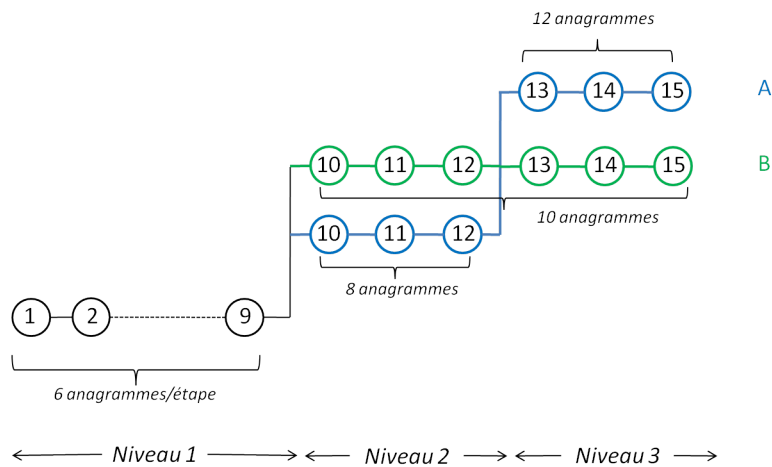 12 anagrammes
13 14 15 A
10 11 12 13 14 15 B
10 anagrammes
10 11 12
8 anagrammes
1 2 9
6 anagrammes/étape
Niveau 1 Niveau 2 Niveau 3